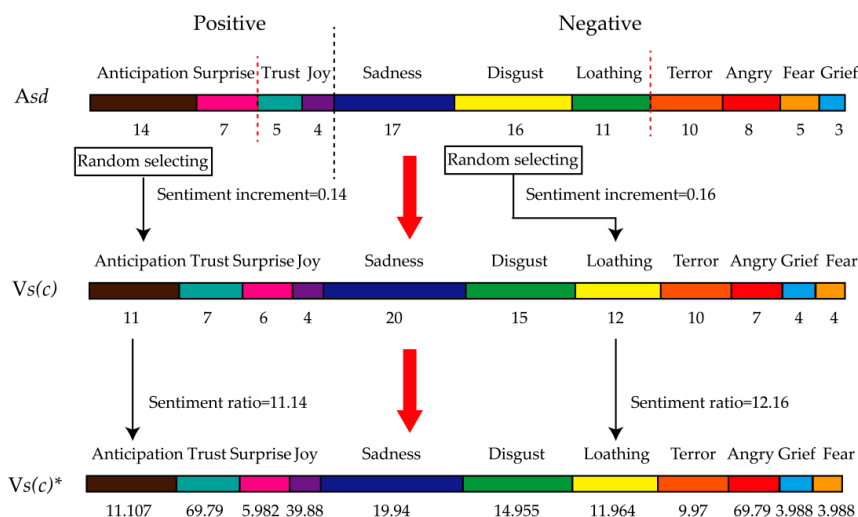 Positive Negative
Anticipation Surprise Trust Joy Sadness Disgust Loathing Terror Angry Fear Grief
Asd
14 7 5 4 17 16 11 10 8 5 3
Random selecting Random selecting
Sentiment increment=0.14 Sentiment increment=0.16
Anticipation Trust Surprise Joy Sadness Disgust Loathing Terror Angry Grief Fear
Vs(c)
11 7 6 4 20 15 12 10 7 4 4
Sentiment ratio=11.14 Sentiment ratio=12.16
Anticipation Trust Surprise Joy Sadness Disgust Loathing Terror Angry Grief Fear
Vs(c)*
11.107 69.79 5.982 39.88 19.94 14.955 11.964 9.97 69.79 3.988 3.988